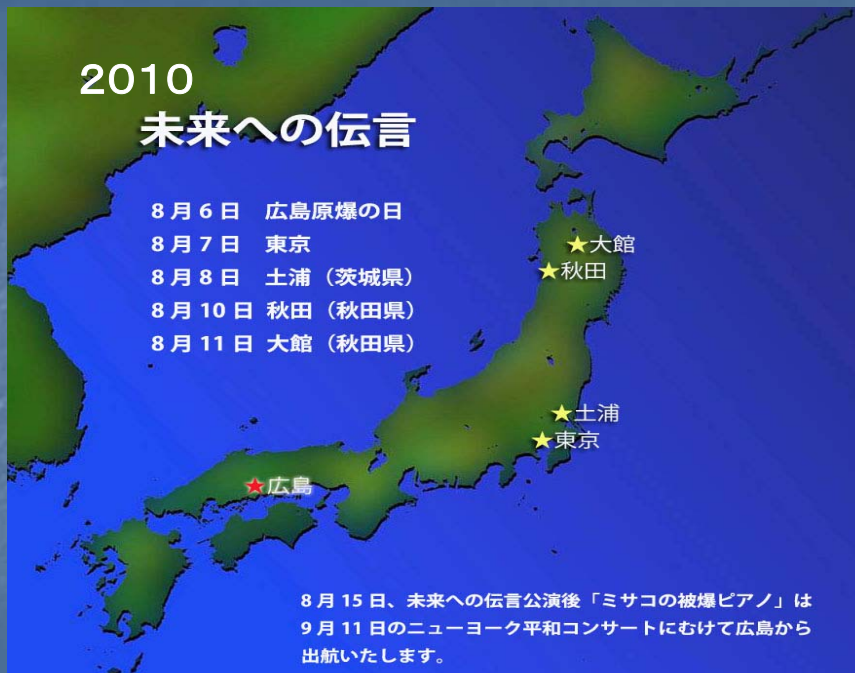 2010
未来への伝言
8月6日 広島原爆の日
8月7日 東京
8月8日 土浦（茨城県）
8月10日 秋田（秋田県）
8月11日 大館（秋田県）
★大館
★秋田
★土浦
★東京
★広島
8月15日、未来への伝言公演後「ミサコの被爆ピアノ」は
9月11日のニューヨーク平和コンサートにむけて広島から
出航いたします。